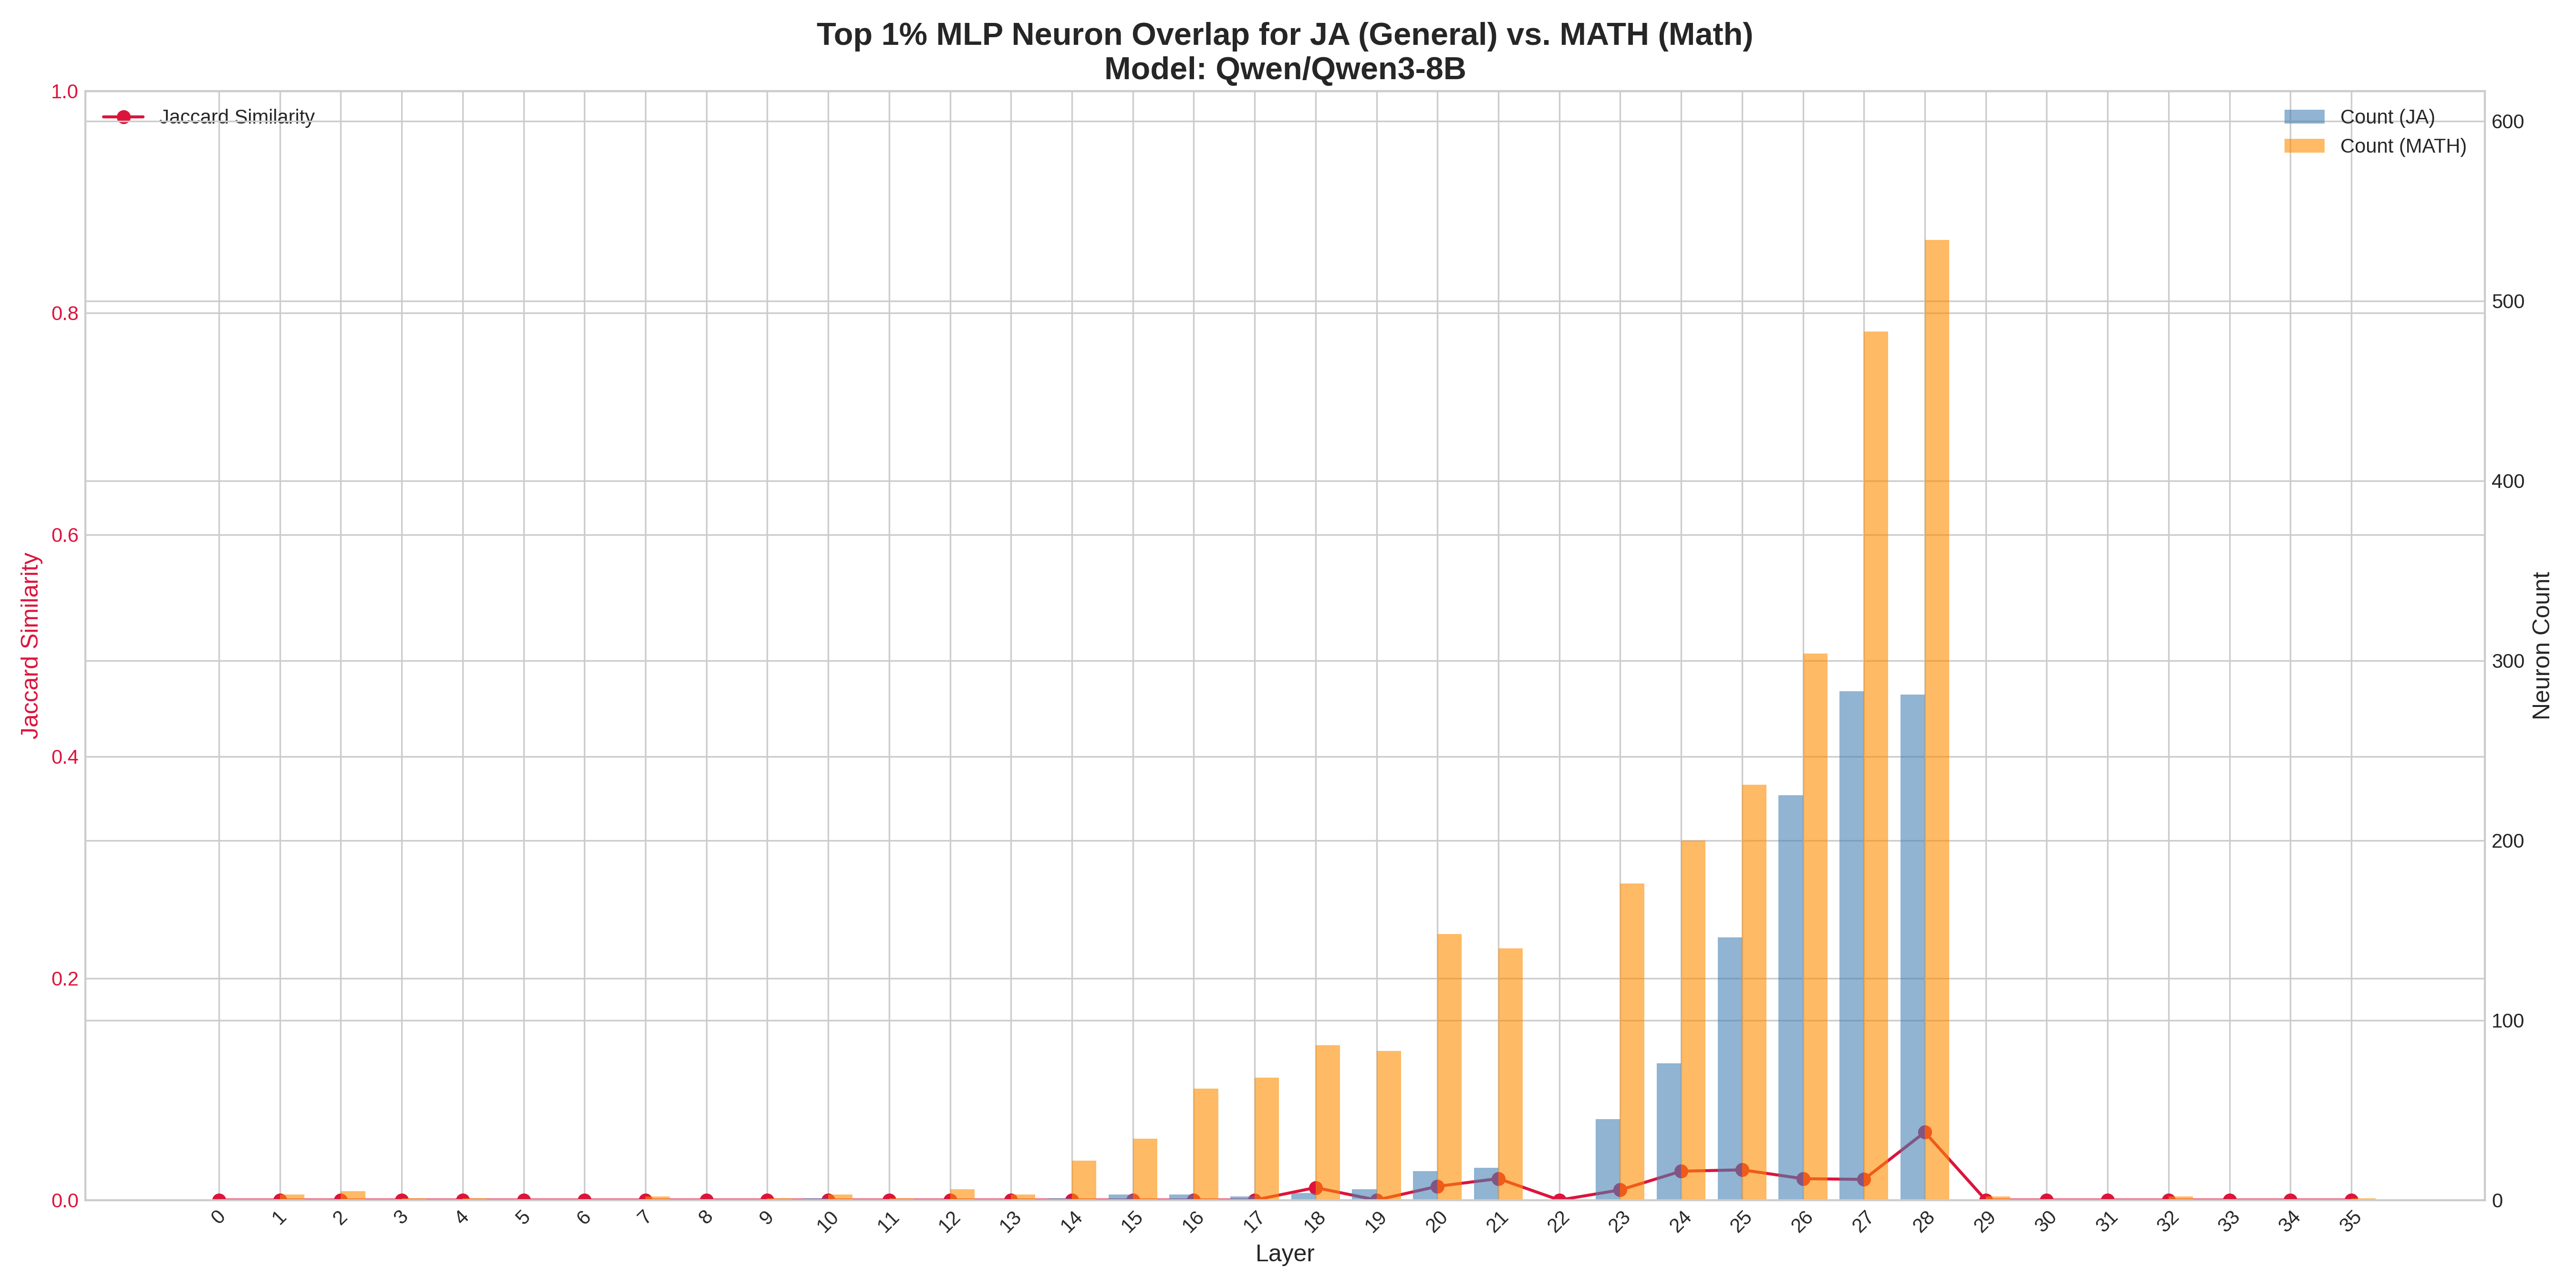 Top 1% MLP Neuron Overlap for JA (General) vs. MATH (Math)
Model: Qwen/Qwen3-8B
Jaccard Similarity
Count (JA)
Count (MATH)
1.0
0.8
0.6
0.4
0.2
0.0
Jaccard Similarity
600
500
400
300
200
100
0
Neuron Count
0 1 2 3 4 5 6 7 8 9 10 11 12 13 14 15 16 17 18 19 20 21 22 23 24 25 26 27 28 29 30 31 32 33 34 35
Layer